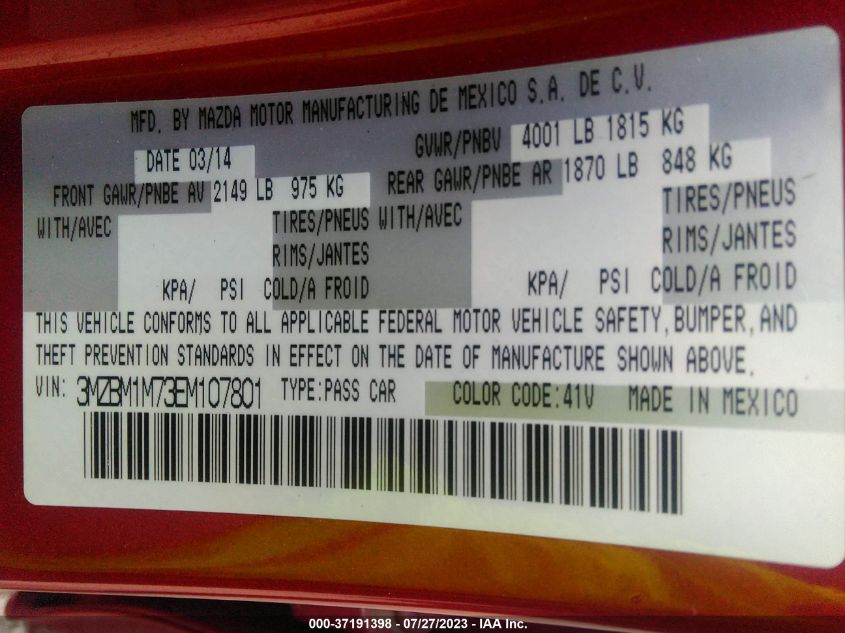 MFD. BY MAZDA MOTOR MANUFACTURING DE MEXICO S.A. DE C.V.
DATE 03/14 GVWR/PNBV 4001 LB 1815 KG
FRONT GAWR/PNBE AV 2149 LB 975 KG REAR GAWR/PNBE AR 1870 LB 848 KG
WITH/AVEC TIRES/PNEUS WITH/AVEC TIRES/PNEUS
RIMS/JANTES RIMS/JANTES
KPA/ PSI COLD/A FROID KPA/ PSI COLD/A FROID
THIS VEHICLE CONFORMS TO ALL APPLICABLE FEDERAL MOTOR VEHICLE SAFETY, BUMPER, AND
THEFT PREVENTION STANDARDS IN EFFECT ON THE DATE OF MANUFACTURE SHOWN ABOVE.
VIN: 3MZBM1M73EM107801 TYPE:PASS CAR COLOR CODE:41V MADE IN MEXICO
000-37191398 - 07/27/2023 - IAA Inc.